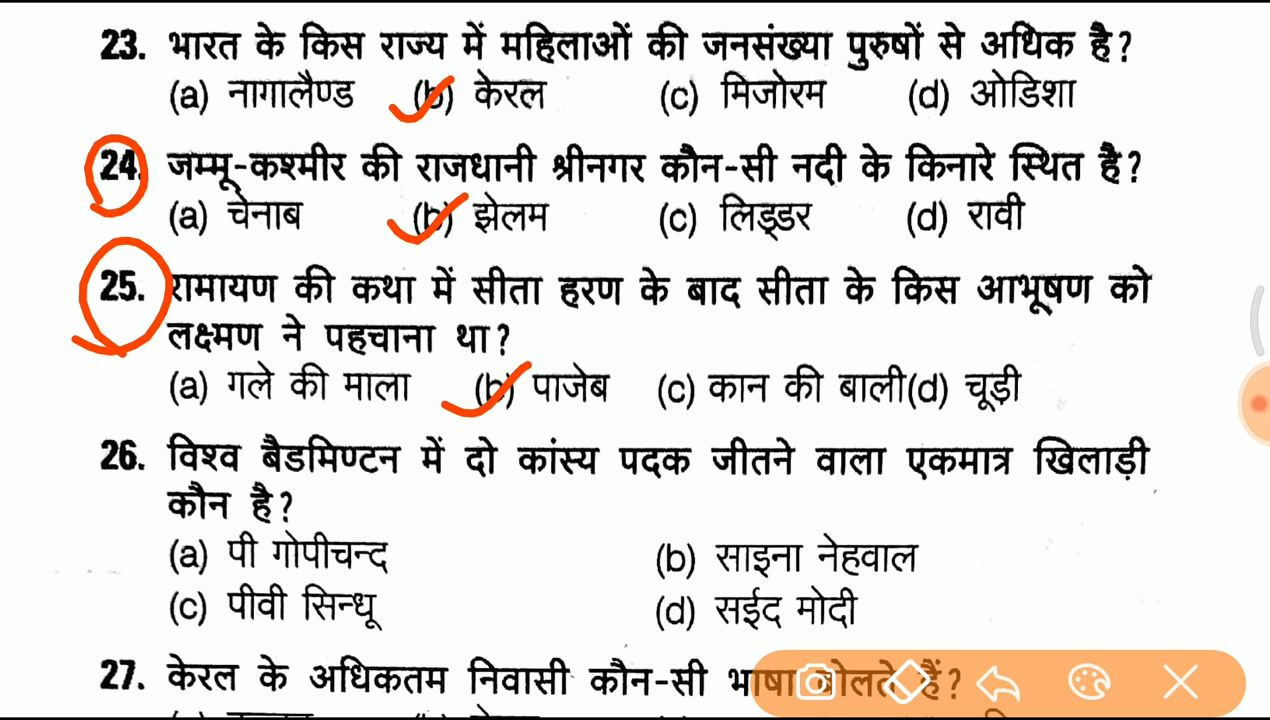 23. भारत के किस राज्य में महिलाओं की जनसंख्या पुरुषों से अधिक है?
(a) नागालैण्ड (b) केरल (c) मिजोरम (d) ओडिशा
24. जम्मू-कश्मीर की राजधानी श्रीनगर कौन-सी नदी के किनारे स्थित है?
(a) चेनाब (b) झेलम (c) लिड्डर (d) रावी
25. रामायण की कथा में सीता हरण के बाद सीता के किस आभूषण को
लक्ष्मण ने पहचाना था?
(a) गले की माला (b) पाजेब (c) कान की बाली(d) चूड़ी
26. विश्व बैडमिण्टन में दो कांस्य पदक जीतने वाला एकमात्र खिलाड़ी
कौन है?
(a) पी गोपीचन्द (b) साइना नेहवाल
(c) पीवी सिन्धू (d) सईद मोदी
27. केरल के अधिकतम निवासी कौन-सी भाषा बोलते हैं?